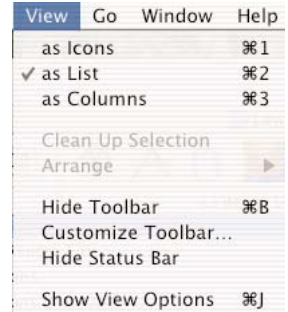 View Go Window Help
as Icons ⌘1
✓ as List ⌘2
as Columns ⌘3
Clean Up Selection
Arrange ▶
Hide Toolbar ⌘B
Customize Toolbar...
Hide Status Bar
Show View Options ⌘J